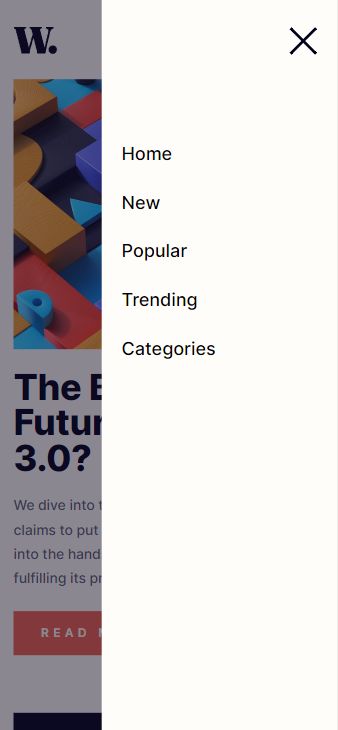 W.
Home
New
Popular
Trending
Categories
The
Futur
3.0?
We dive into
claims to put
into the hand
fulfilling its
READ